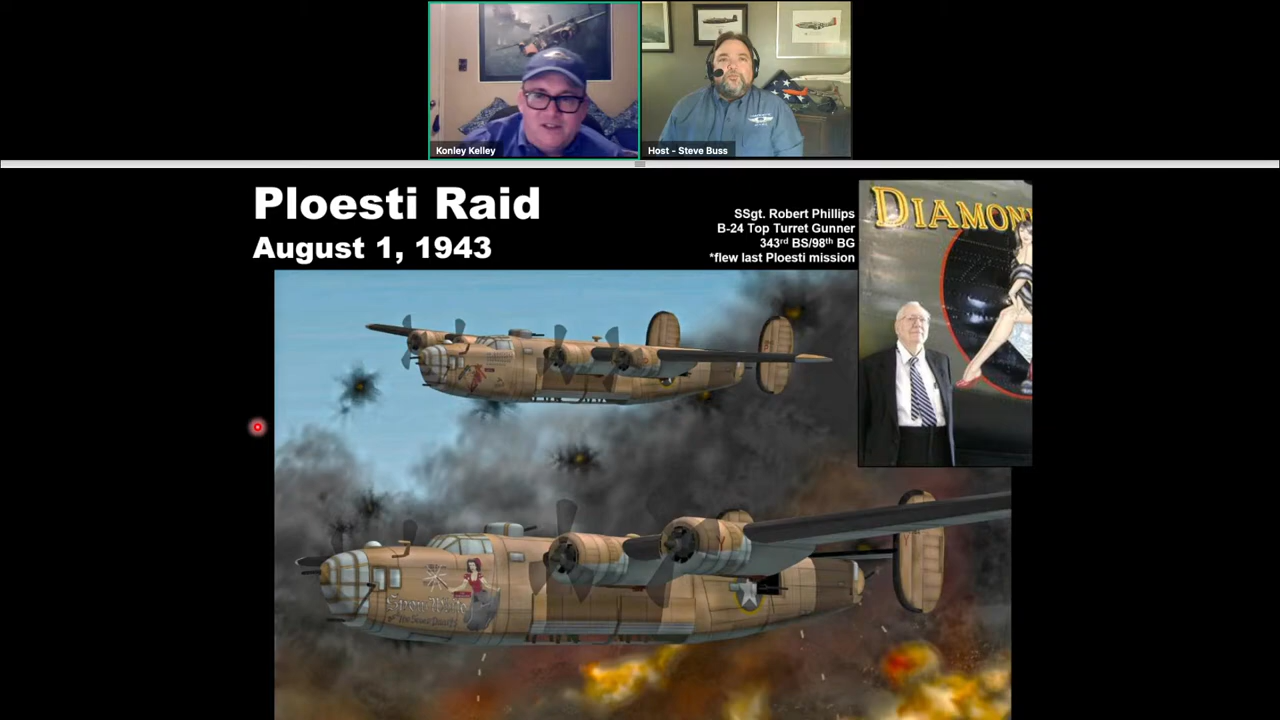 Konley Kelley
Host - Steve Buss
Ploesti Raid
August 1, 1943
SSgt. Robert Phillips
B-24 Top Turret Gunner
343rd BS/98th BG
*flew last Ploesti mission
DIAMON